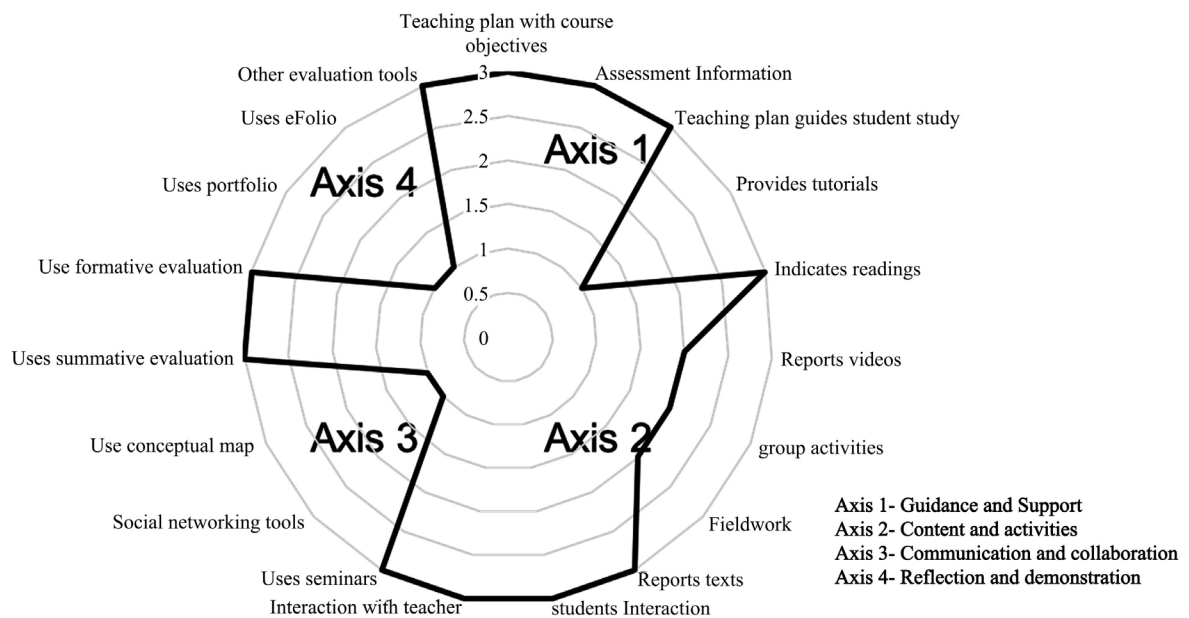 Teaching plan with course
objectives
Other evaluation tools
3
Assessment Information
Uses eFolio
2.5
Teaching plan guides student study
Axis 1
2
Uses portfolio
Axis 4
Provides tutorials
1.5
1
Use formative evaluation
Indicates readings
0.5
0
Uses summative evaluation
Reports videos
Use conceptual map
Axis 3
Axis 2
group activities
Social networking tools
Fieldwork
Uses seminars
Reports texts
Interaction with teacher
students Interaction
Axis 1- Guidance and Support
Axis 2- Content and activities
Axis 3- Communication and collaboration
Axis 4- Reflection and demonstration